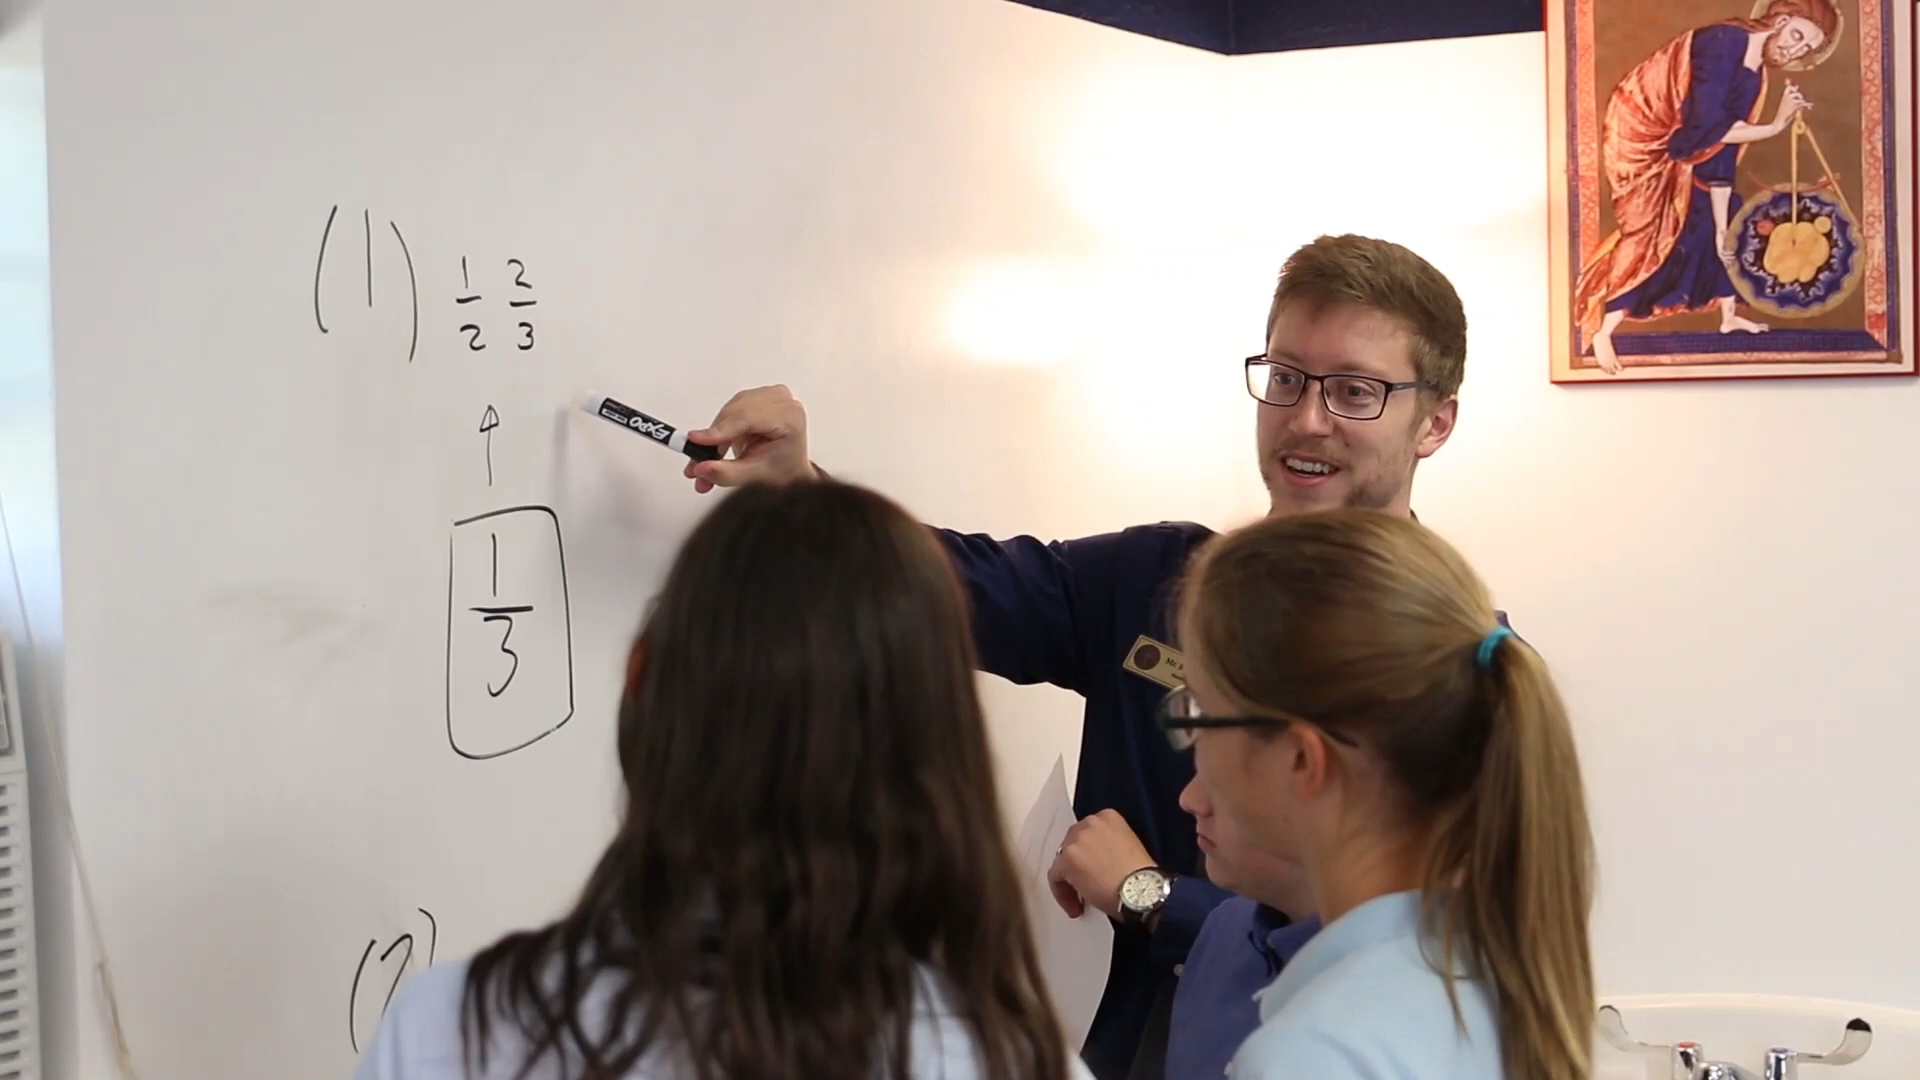 (1) 1/2 2/3
↑
1/3
(2)
EXPO